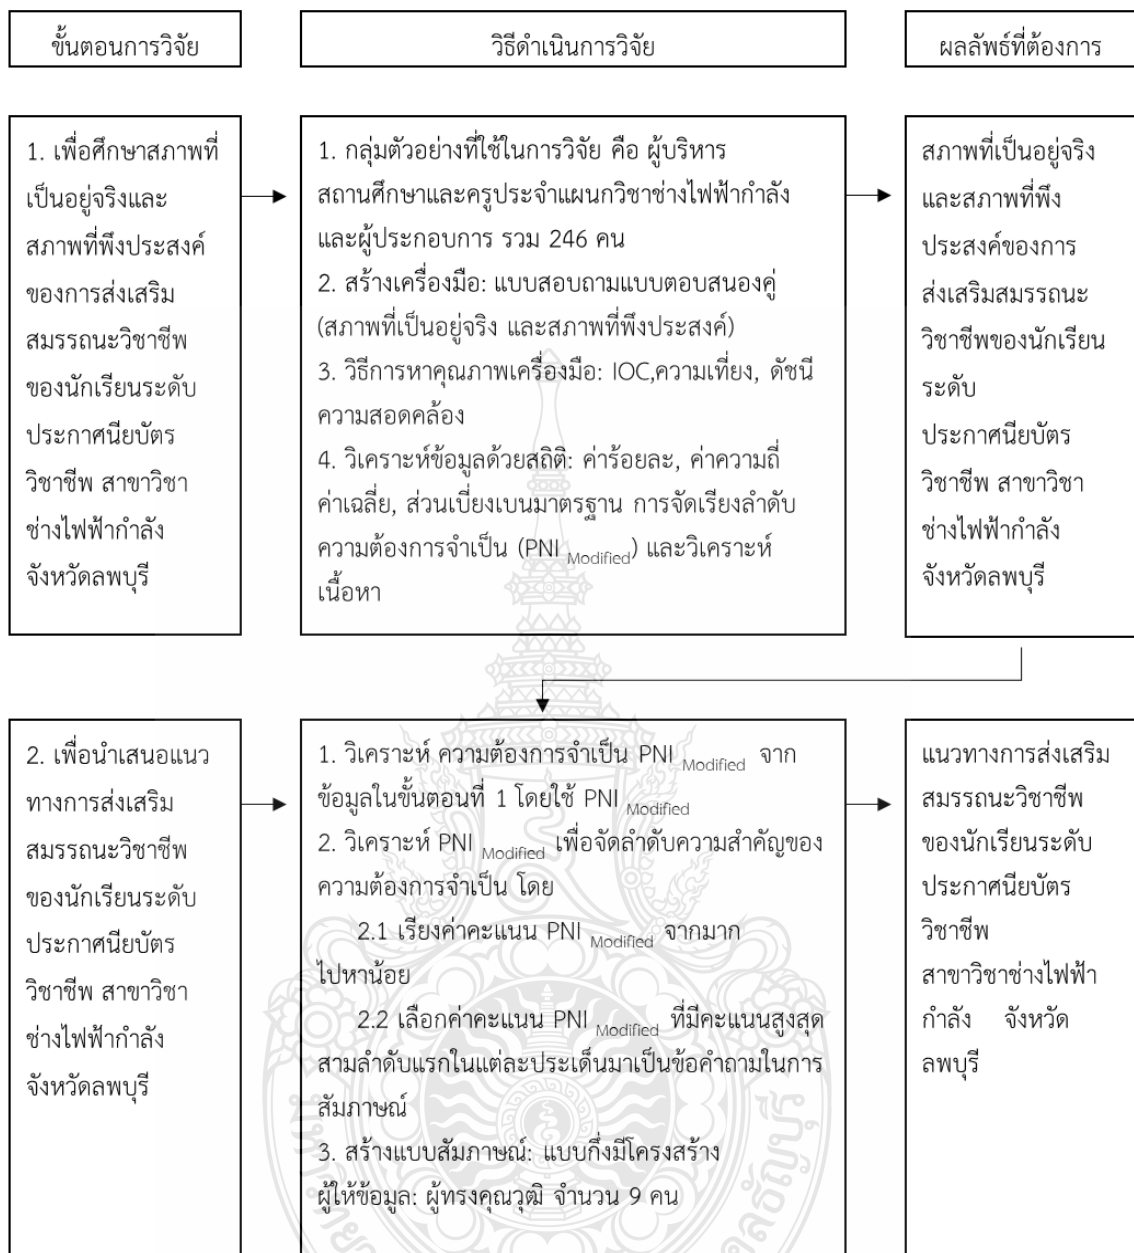 ขั้นตอนการวิจัย
วิธีดำเนินการวิจัย
ผลลัพธ์ที่ต้องการ
1. เพื่อศึกษาสภาพที่
เป็นอยู่จริงและ
สภาพที่พึงประสงค์
ของการส่งเสริม
สมรรถนะวิชาชีพ
ของนักเรียนระดับ
ประกาศนียบัตร
วิชาชีพ สาขาวิชา
ช่างไฟฟ้ากำลัง
จังหวัดลพบุรี
1. กลุ่มตัวอย่างที่ใช้ในการวิจัย คือ ผู้บริหาร
สถานศึกษาและครูประจำแผนกวิชาช่างไฟฟ้ากำลัง
และผู้ประกอบการ รวม 246 คน
2. สร้างเครื่องมือ: แบบสอบถามแบบตอบสนองคู่
(สภาพที่เป็นอยู่จริง และสภาพที่พึงประสงค์)
3. วิธีการหาคุณภาพเครื่องมือ: IOC,ความเที่ยง, ดัชนี
ความสอดคล้อง
4. วิเคราะห์ข้อมูลด้วยสถิติ: ค่าร้อยละ, ค่าความถี่
ค่าเฉลี่ย, ส่วนเบี่ยงเบนมาตรฐาน การจัดเรียงลำดับ
ความต้องการจำเป็น (PNI Modified) และวิเคราะห์
เนื้อหา
สภาพที่เป็นอยู่จริง
และสภาพที่พึง
ประสงค์ของการ
ส่งเสริมสมรรถนะ
วิชาชีพของนักเรียน
ระดับ
ประกาศนียบัตร
วิชาชีพ สาขาวิชา
ช่างไฟฟ้ากำลัง
จังหวัดลพบุรี
2. เพื่อนำเสนอแนว
ทางการส่งเสริม
สมรรถนะวิชาชีพ
ของนักเรียนระดับ
ประกาศนียบัตร
วิชาชีพ สาขาวิชา
ช่างไฟฟ้ากำลัง
จังหวัดลพบุรี
1. วิเคราะห์ ความต้องการจำเป็น PNI Modified จาก
ข้อมูลในขั้นตอนที่ 1 โดยใช้ PNI Modified
2. วิเคราะห์ PNI Modified เพื่อจัดลำดับความสำคัญของ
ความต้องการจำเป็น โดย
2.1 เรียงค่าคะแนน PNI Modified จากมาก
ไปหาน้อย
2.2 เลือกค่าคะแนน PNI Modified ที่มีคะแนนสูงสุด
สามลำดับแรกในแต่ละประเด็นมาเป็นข้อคำถามในการ
สัมภาษณ์
3. สร้างแบบสัมภาษณ์: แบบกึ่งมีโครงสร้าง
ผู้ให้ข้อมูล: ผู้ทรงคุณวุฒิ จำนวน 9 คน
แนวทางการส่งเสริม
สมรรถนะวิชาชีพ
ของนักเรียนระดับ
ประกาศนียบัตร
วิชาชีพ
สาขาวิชาช่างไฟฟ้า
กำลัง จังหวัด
ลพบุรี